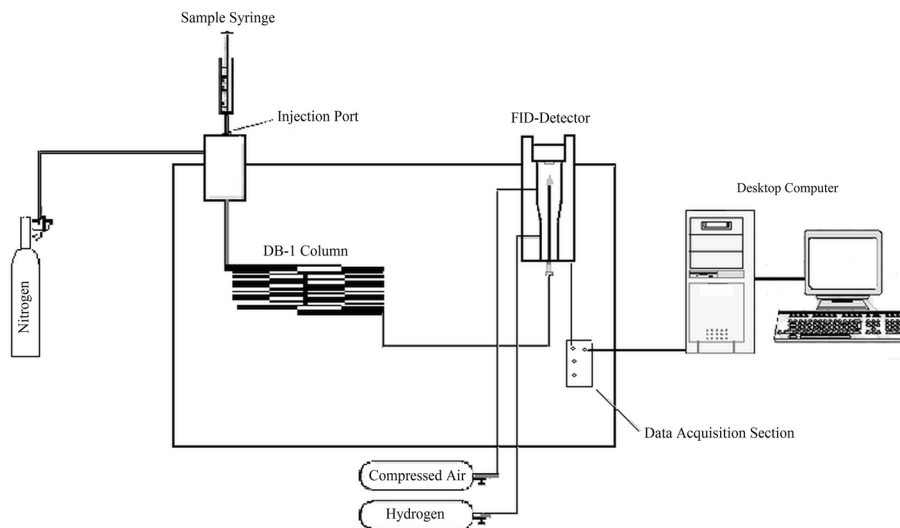 Sample Syringe
Injection Port
FID-Detector
Desktop Computer
DB-1 Column
Nitrogen
Data Acquisition Section
Compressed Air
Hydrogen